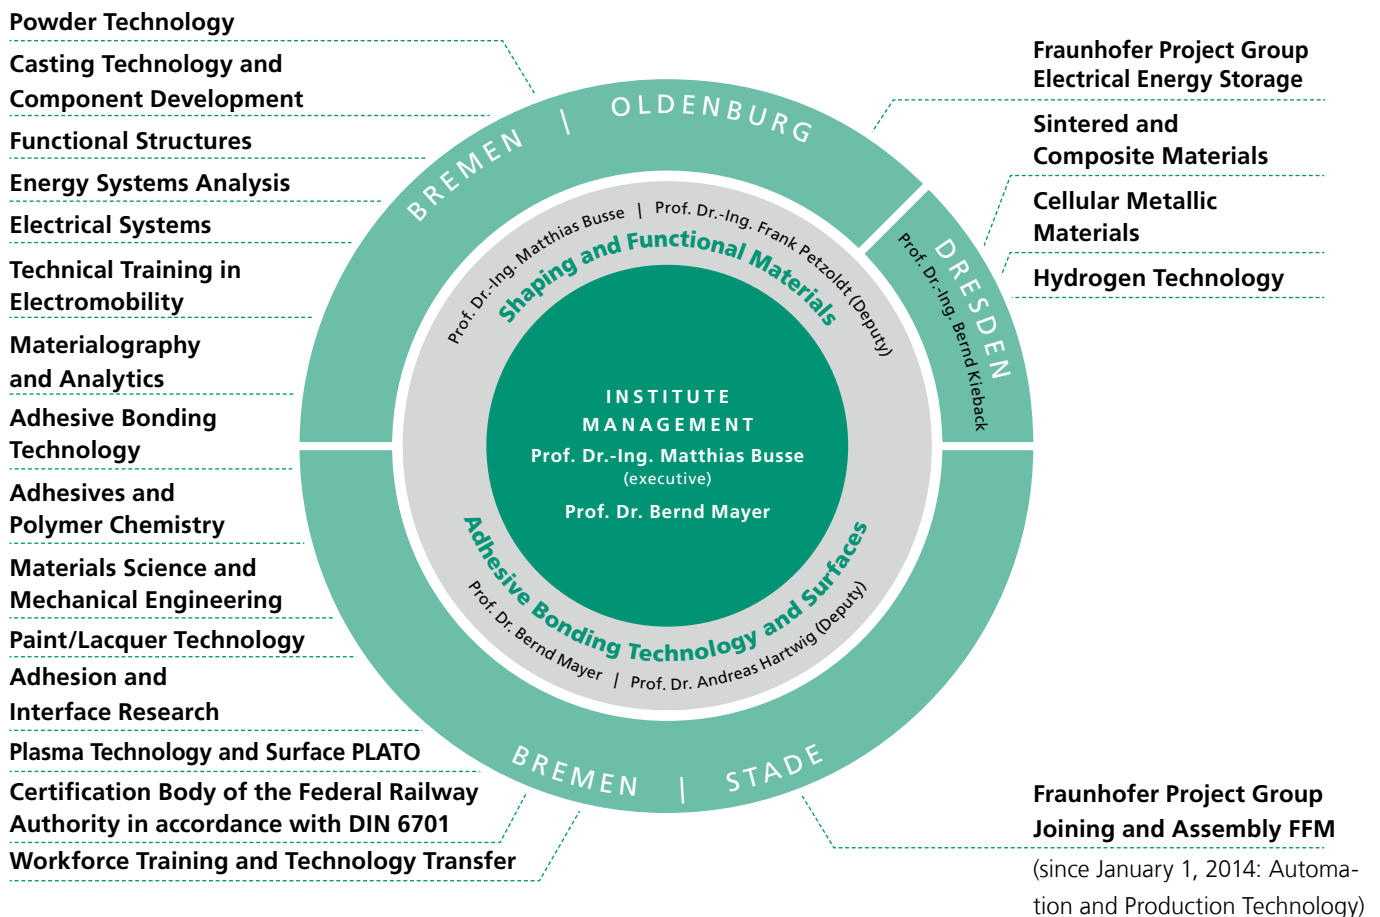 Powder Technology
Casting Technology and
Component Development
Functional Structures
Energy Systems Analysis
Electrical Systems
Technical Training in
Electromobility
Materialography
and Analytics
Adhesive Bonding
Technology
Adhesives and
Polymer Chemistry
Materials Science and
Mechanical Engineering
Paint/Lacquer Technology
Adhesion and
Interface Research
Plasma Technology and Surface PLATO
Certification Body of the Federal Railway
Authority in accordance with DIN 6701
Workforce Training and Technology Transfer
BREMEN | OLDENBURG
Prof. Dr.-Ing. Matthias Busse | Prof. Dr.-Ing. Frank Petzoldt (Deputy)
Shaping and Functional Materials
DRESDEN
Prof. Dr.-Ing. Bernd Kieback
INSTITUTE
MANAGEMENT
Prof. Dr.-Ing. Matthias Busse
(executive)
Prof. Dr. Bernd Mayer
Adhesive Bonding Technology and Surfaces
Prof. Dr. Bernd Mayer | Prof. Dr. Andreas Hartwig (Deputy)
BREMEN | STADE
Fraunhofer Project Group
Electrical Energy Storage
Sintered and
Composite Materials
Cellular Metallic
Materials
Hydrogen Technology
Fraunhofer Project Group
Joining and Assembly FFM
(since January 1, 2014: Automa-
tion and Production Technology)